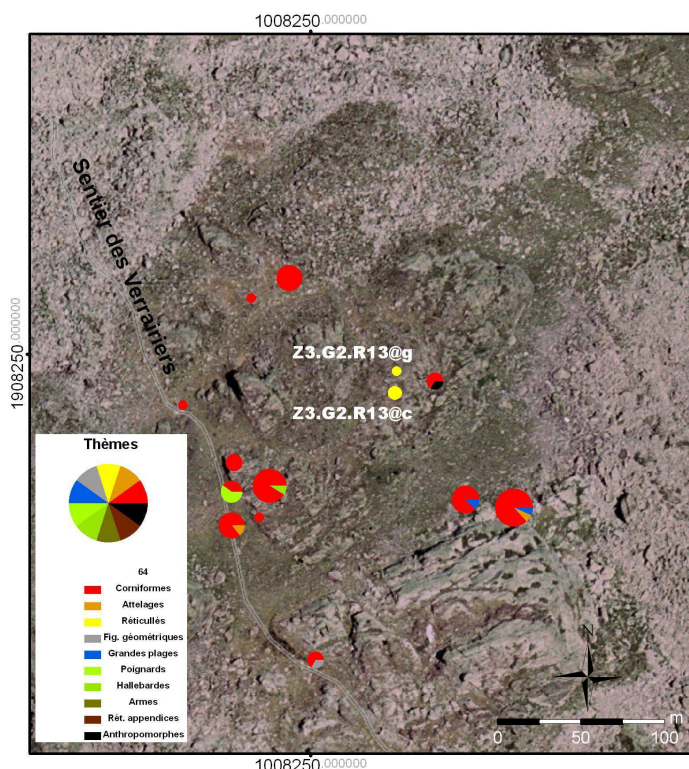 1008250.000000
Sentier des Verrairiers
1908250.000000
Z3.G2.R13@g
Z3.G2.R13@c
Thèmes
64
Corniformes
Attelages
Réticullés
Fig. géométriques
Grandes plages
Poignards
Hallebardes
Armes
Rét. appendices
Anthropomorphes
N
m
0 50 100
1008250.000000